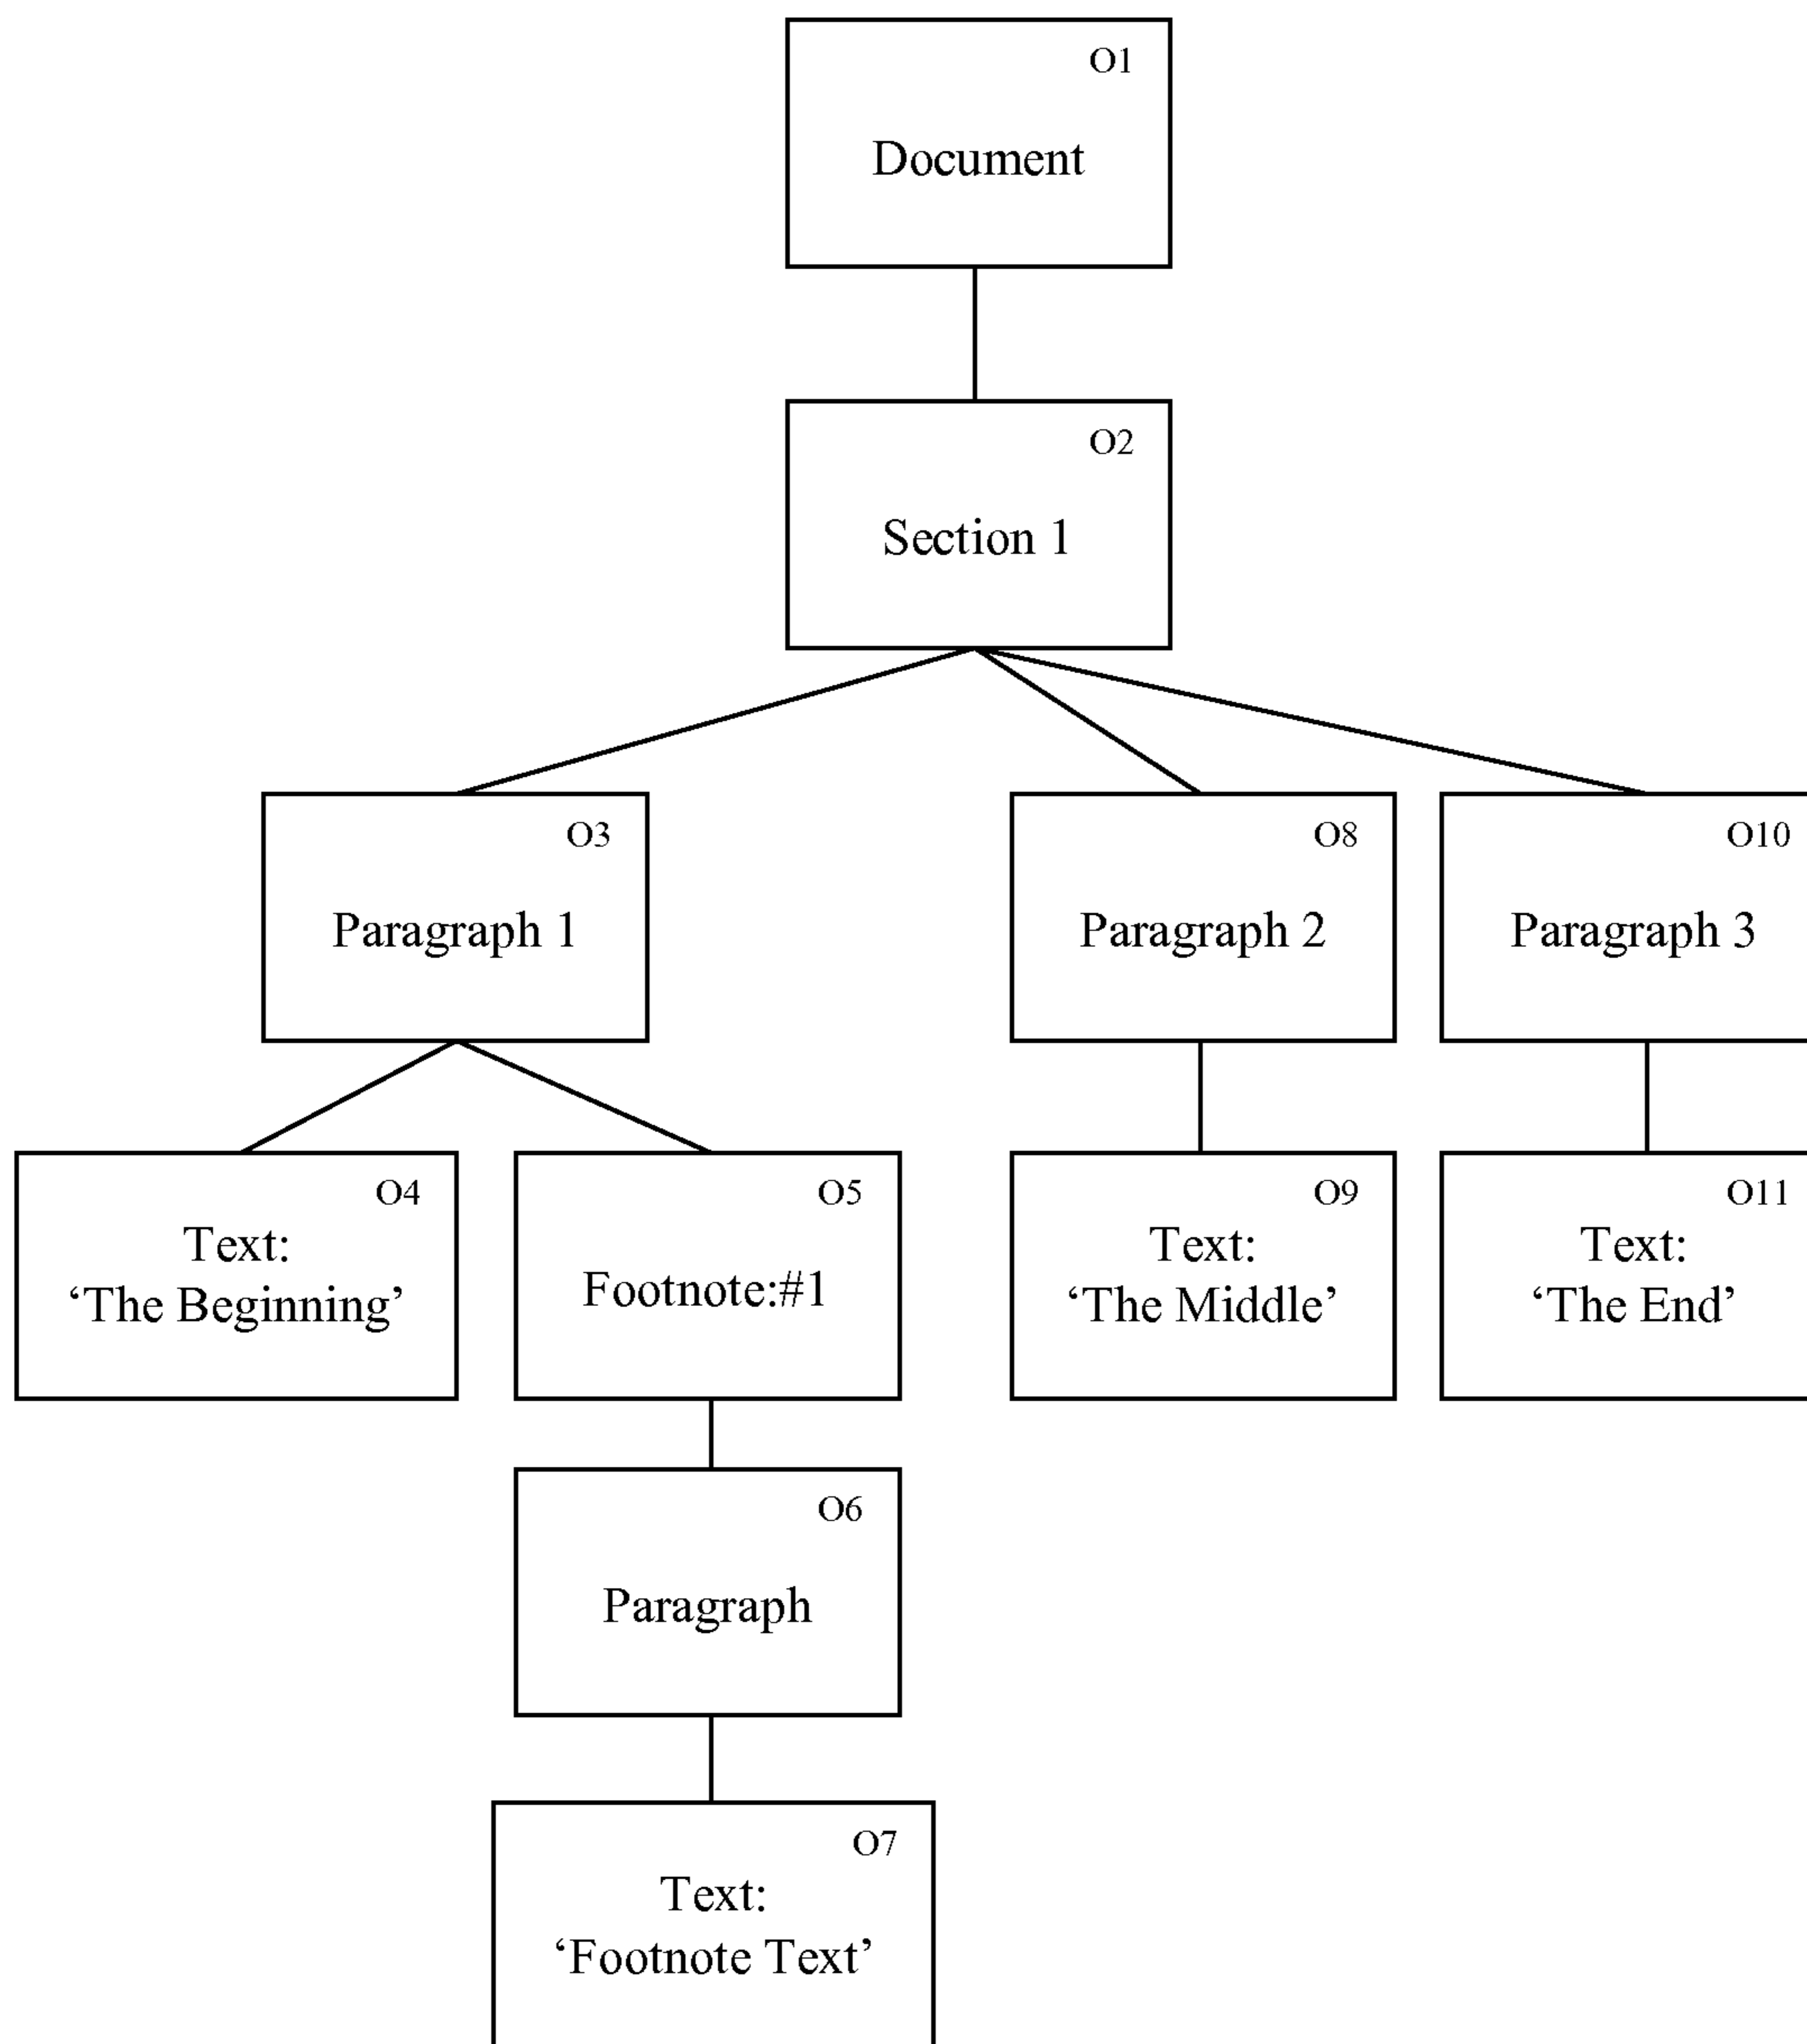 O1
Document
O2
Section 1
O3
Paragraph 1
O8
Paragraph 2
O10
Paragraph 3
O4
Text:
‘The Beginning’
O5
Footnote:#1
O9
Text:
‘The Middle’
O11
Text:
‘The End’
O6
Paragraph
O7
Text:
‘Footnote Text’